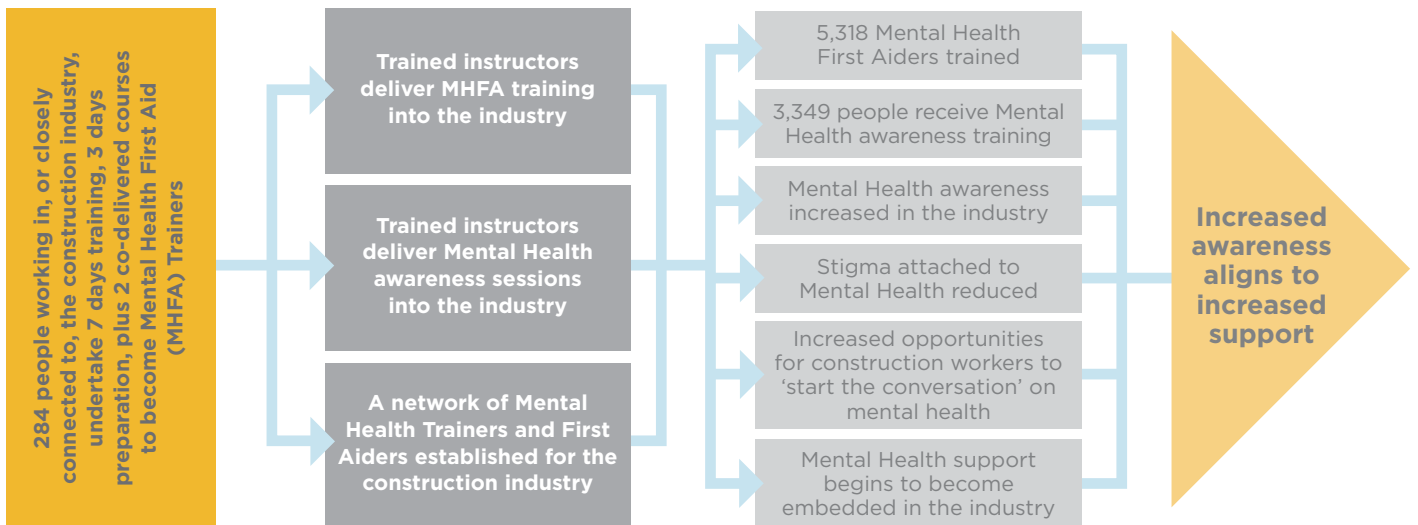 284 people working in, or closely
connected to, the construction industry,
undertake 7 days training, 3 days
preparation, plus 2 co-delivered courses
to become Mental Health First Aid
(MHFA) Trainers
Trained instructors
deliver MHFA training
into the industry
Trained instructors
deliver Mental Health
awareness sessions
into the industry
A network of Mental
Health Trainers and First
Aiders established for the
construction industry
5,318 Mental Health
First Aiders trained
3,349 people receive Mental
Health awareness training
Mental Health awareness
increased in the industry
Stigma attached to
Mental Health reduced
Increased opportunities
for construction workers to
‘start the conversation’ on
mental health
Mental Health support
begins to become
embedded in the industry
Increased
awareness
aligns to
increased
support